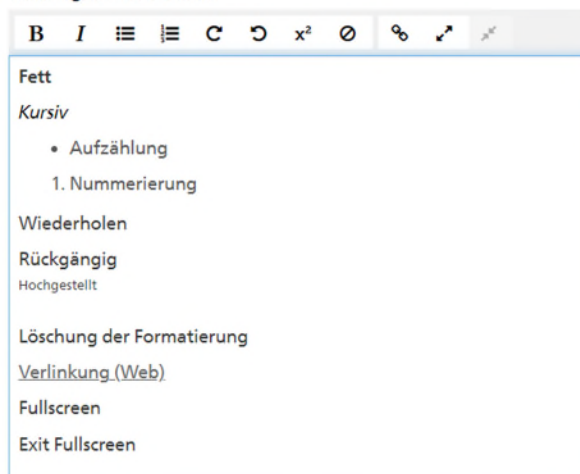 B I x²
Fett
Kursiv
• Aufzählung
1. Nummerierung
Wiederholen
Rückgängig
Hochgestellt
Löschung der Formatierung
Verlinkung (Web)
Fullscreen
Exit Fullscreen